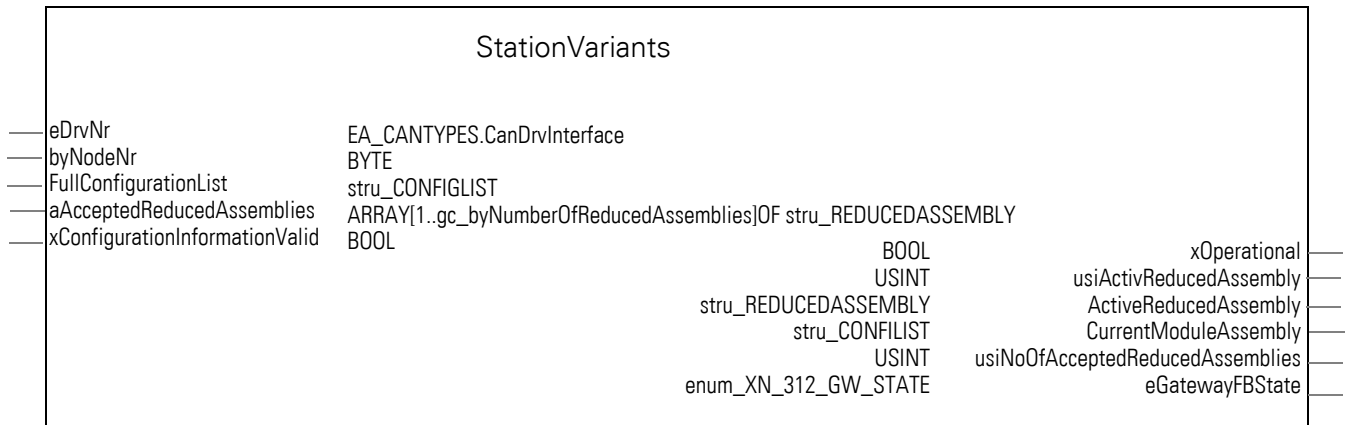 StationVariants
eDrvNr EA_CANTYPES.CanDrvInterface
byNodeNr BYTE
FullConfigurationList stru_CONFIGLIST
aAcceptedReducedAssemblies ARRAY[1..gc_byNumberOfReducedAssemblies]OF stru_REDUCEDASSEMBLY
xConfigurationInformationValid BOOL
BOOL xOperational
USINT usiActivReducedAssembly
stru_REDUCEDASSEMBLY ActiveReducedAssembly
stru_CONFILIST CurrentModuleAssembly
USINT usiNoOfAcceptedReducedAssemblies
enum_XN_312_GW_STATE eGatewayFBState